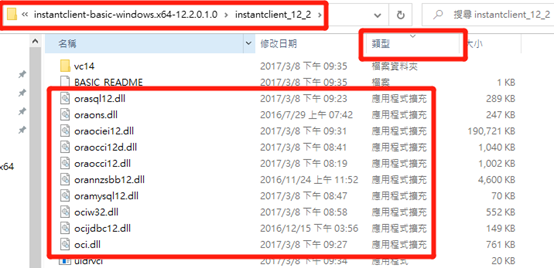 « instantclient-basic-windows.x64-12.2.0.1.0 › instantclient_12_2
搜尋 instantclient_12_2
名稱 修改日期 類型 大小
vc14 2017/3/8 下午 09:35 檔案資料夾
BASIC_README 2017/3/8 下午 09:35 檔案 1 KB
orasql12.dll 2017/3/8 下午 09:23 應用程式擴充 289 KB
oraons.dll 2016/7/29 上午 07:42 應用程式擴充 247 KB
oraociei12.dll 2017/3/8 下午 09:31 應用程式擴充 190,721 KB
oraocci12d.dll 2017/3/8 下午 08:41 應用程式擴充 1,040 KB
oraocci12.dll 2017/3/8 下午 08:19 應用程式擴充 1,002 KB
orannzsbb12.dll 2016/11/24 上午 11:52 應用程式擴充 4,600 KB
oramysql12.dll 2017/3/8 下午 08:47 應用程式擴充 70 KB
ociw32.dll 2017/3/8 下午 08:58 應用程式擴充 552 KB
x64
ocijdbc12.dll 2016/12/15 上午 03:56 應用程式擴充 149 KB
oci.dll 2017/3/8 下午 09:27 應用程式擴充 761 KB
uidrvci 2017/3/8 下午 09:34 應用程式 20 KB